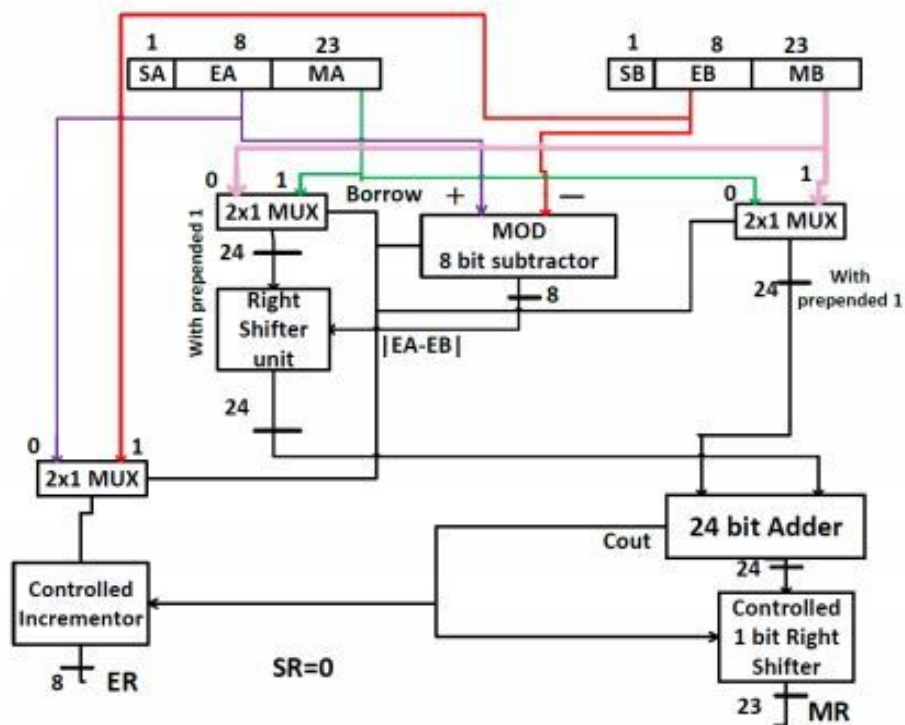 1 8 23
SA EA MA
1 8 23
SB EB MB
0 1
2x1 MUX
Borrow
+ —
MOD
8 bit subtractor
0 1
2x1 MUX
24
With prepended 1
Right
Shifter
unit
8
|EA-EB|
24
With
prepended 1
24
0 1
2x1 MUX
24 bit Adder
Cout
24
Controlled
Incrementor
Controlled
1 bit Right
Shifter
8 ER
SR=0
23 MR